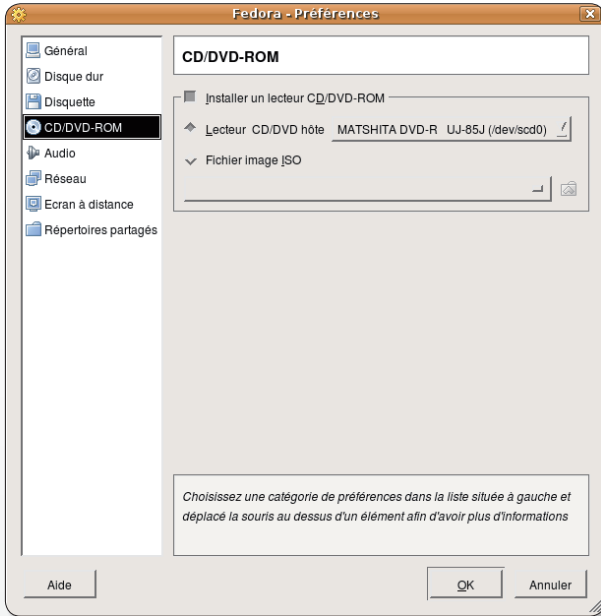 Fedora - Préférences
Général
Disque dur
Disquette
CD/DVD-ROM
Audio
Réseau
Ecran à distance
Répertoires partagés
CD/DVD-ROM
Installer un lecteur CD/DVD-ROM
Lecteur CD/DVD hôte MATSHITA DVD-R UJ-85J (/dev/scd0)
Fichier image ISO
Choisissez une catégorie de préférences dans la liste située à gauche et
déplacé la souris au dessus d'un élément afin d'avoir plus d'informations
Aide
OK
Annuler